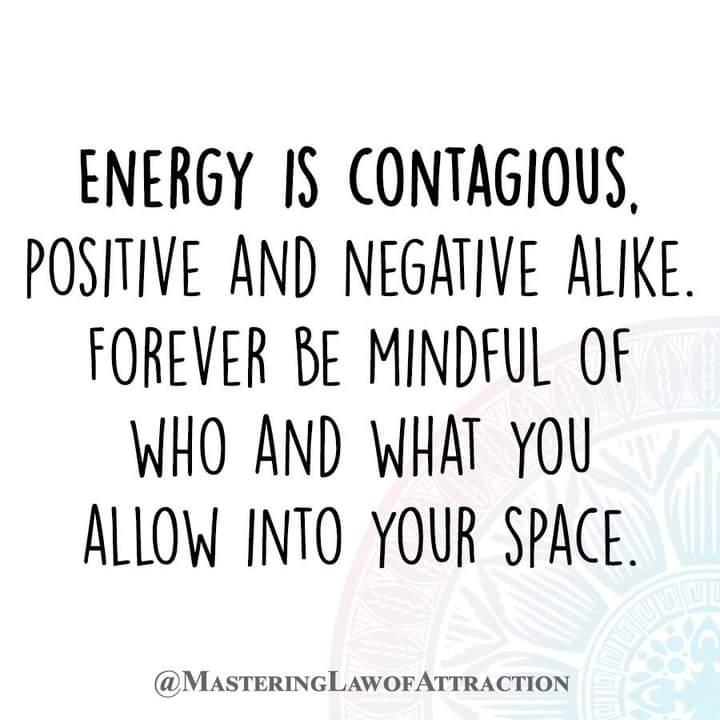 ENERGY IS CONTAGIOUS,
POSITIVE AND NEGATIVE ALIKE.
FOREVER BE MINDFUL OF
WHO AND WHAT YOU
ALLOW INTO YOUR SPACE.
@MASTERINGLAWOFATTRACTION